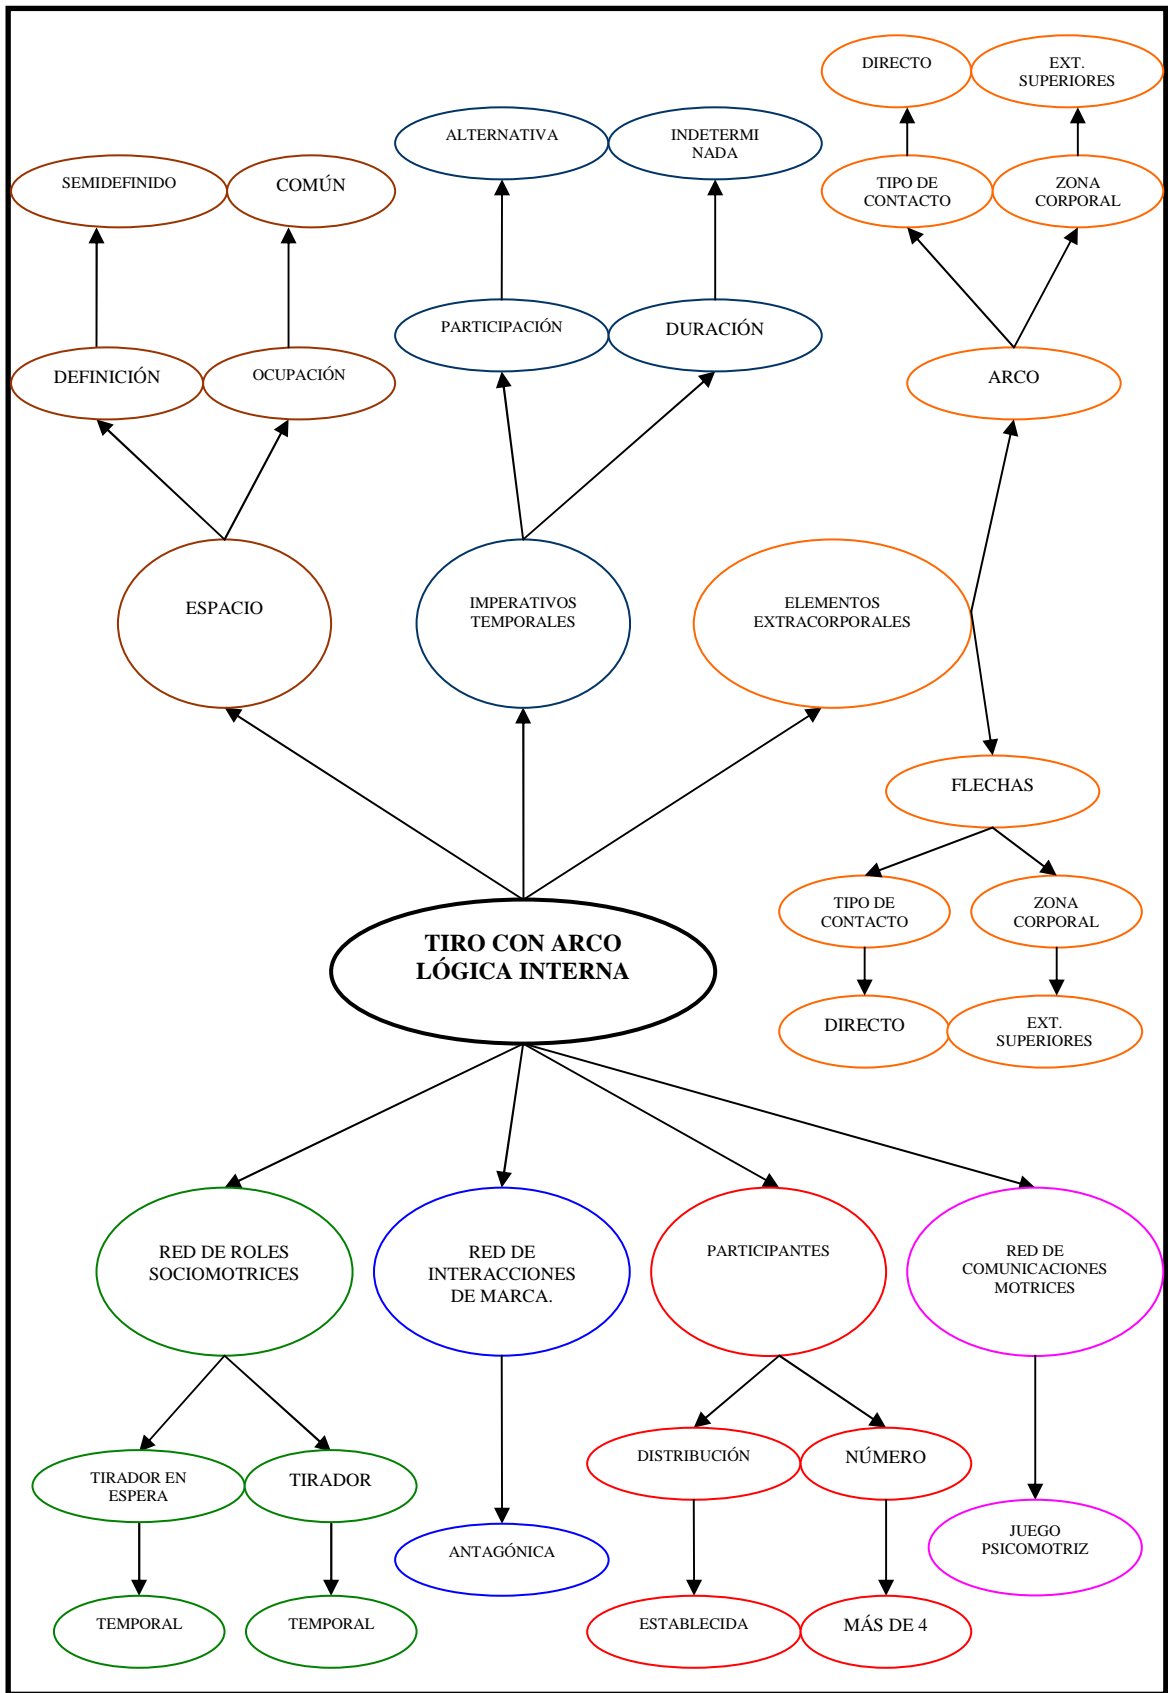 DIRECTO
EXT.
SUPERIORES
ALTERNATIVA
INDETERMI
NADA
SEMIDEFINIDO
COMÚN
TIPO DE
CONTACTO
ZONA
CORPORAL
PARTICIPACIÓN
DURACIÓN
DEFINICIÓN
OCUPACIÓN
ARCO
ESPACIO
IMPERATIVOS
TEMPORALES
ELEMENTOS
EXTRACORPORALES
FLECHAS
TIPO DE
CONTACTO
ZONA
CORPORAL
TIRO CON ARCO
LÓGICA INTERNA
DIRECTO
EXT.
SUPERIORES
RED DE ROLES
SOCIOMOTRICES
RED DE
INTERACCIONES
DE MARCA.
PARTICIPANTES
RED DE
COMUNICACIONES
MOTRICES
TIRADOR EN
ESPERA
TIRADOR
DISTRIBUCIÓN
NÚMERO
ANTAGÓNICA
JUEGO
PSICOMOTRIZ
TEMPORAL
TEMPORAL
ESTABLECIDA
MÁS DE 4